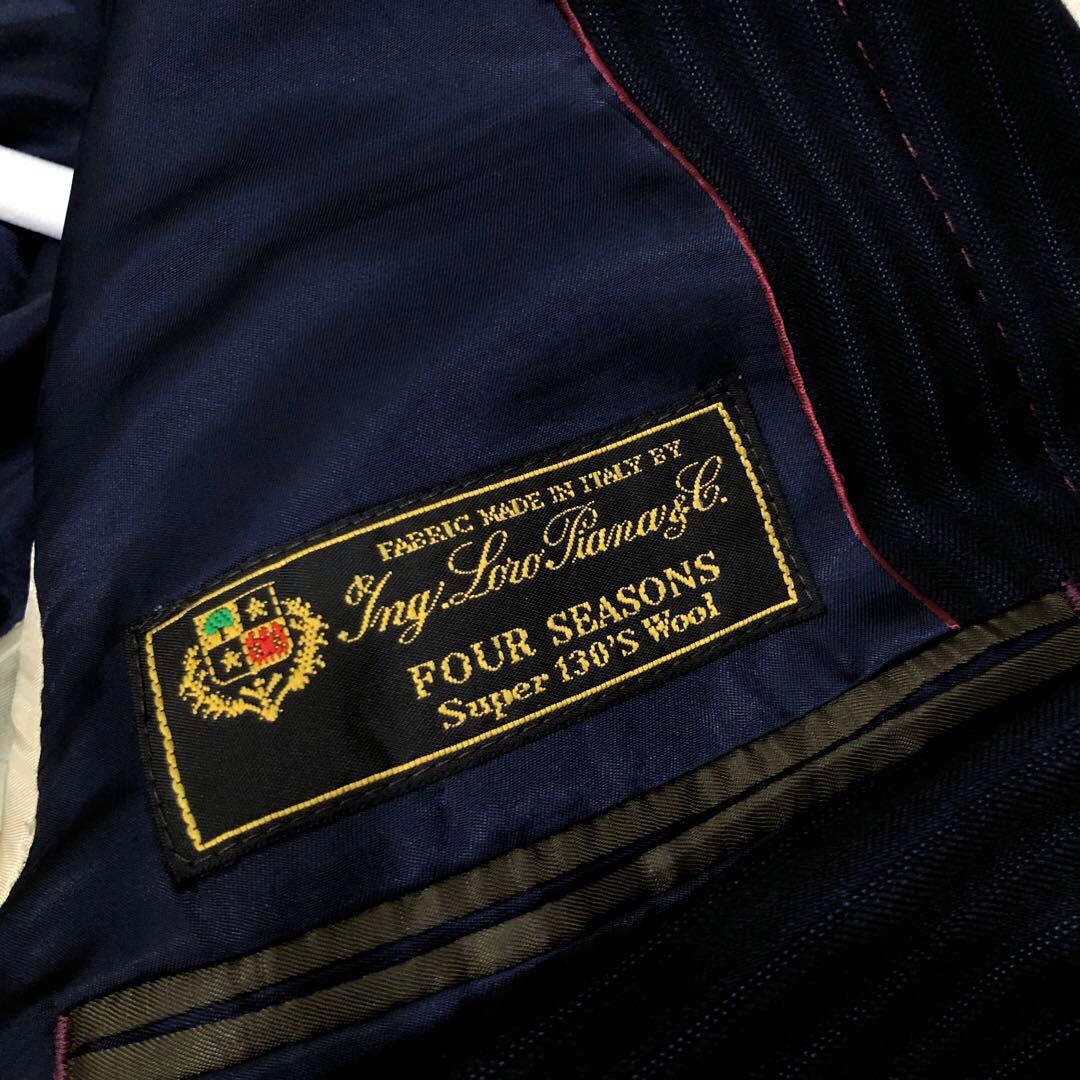 FABRIC MADE IN ITALY BY
Ing. Loro Piana & C.
FOUR SEASONS
Super 130'S Wool